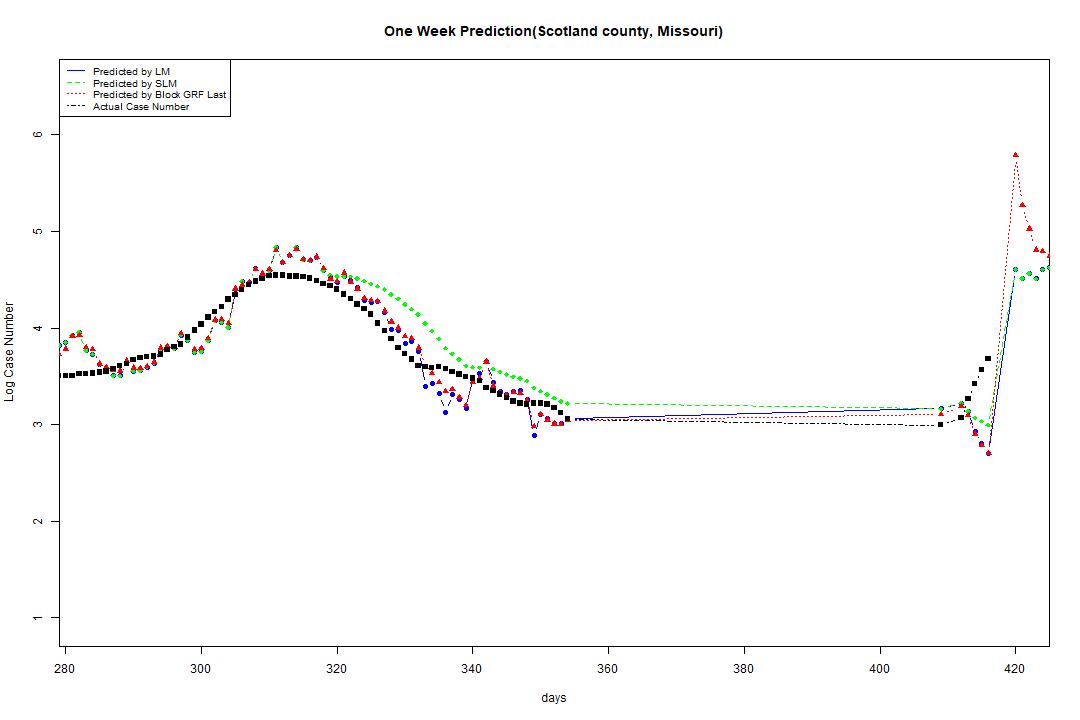 One Week Prediction(Scotland county, Missouri)
Predicted by LM
Predicted by SLM
Predicted by Block GRF Last
Actual Case Number
6
5
4
3
2
1
Log Case Number
280 300 320 340 360 380 400 420
days